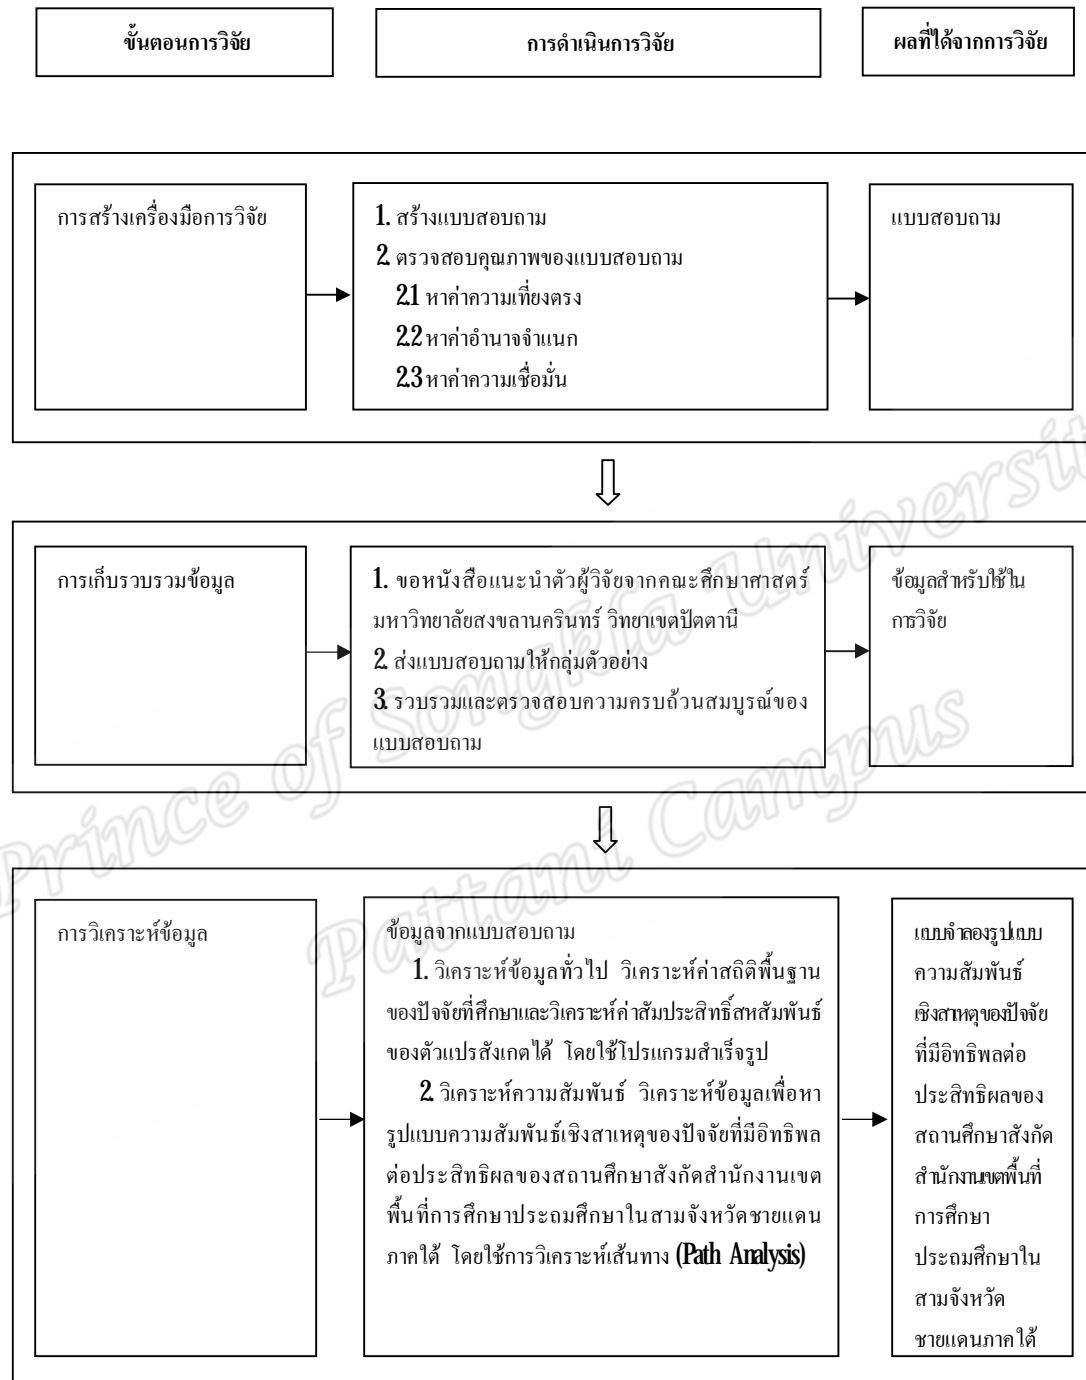 ขั้นตอนการวิจัย
การดำเนินการวิจัย
ผลที่ได้จากการวิจัย
การสร้างเครื่องมือการวิจัย
1. สร้างแบบสอบถาม
2. ตรวจสอบคุณภาพของแบบสอบถาม
2.1 หาค่าความเที่ยงตรง
2.2 หาค่าอำนาจจำแนก
2.3 หาค่าความเชื่อมั่น
แบบสอบถาม
การเก็บรวบรวมข้อมูล
1. ขอหนังสือแนะนำตัวผู้วิจัยจากคณะศึกษาศาสตร์
มหาวิทยาลัยสงขลานครินทร์ วิทยาเขตปัตตานี
2. ส่งแบบสอบถามให้กลุ่มตัวอย่าง
3. รวบรวมและตรวจสอบความครบถ้วนสมบูรณ์ของ
แบบสอบถาม
ข้อมูลสำหรับใช้ใน
การวิจัย
การวิเคราะห์ข้อมูล
ข้อมูลจากแบบสอบถาม
1. วิเคราะห์ข้อมูลทั่วไป วิเคราะห์ค่าสถิติพื้นฐาน
ของปัจจัยที่ศึกษาและวิเคราะห์ค่าสัมประสิทธิ์สหสัมพันธ์
ของตัวแปรสังเกตได้ โดยใช้โปรแกรมสำเร็จรูป
2. วิเคราะห์ความสัมพันธ์ วิเคราะห์ข้อมูลเพื่อหา
รูปแบบความสัมพันธ์เชิงสาเหตุของปัจจัยที่มีอิทธิพล
ต่อประสิทธิผลของสถานศึกษาสังกัดสำนักงานเขต
พื้นที่การศึกษาประถมศึกษาในสามจังหวัดชายแดน
ภาคใต้ โดยใช้การวิเคราะห์เส้นทาง (Path Analysis)
แบบจำลองรูปแบบ
ความสัมพันธ์
เชิงสาเหตุของปัจจัย
ที่มีอิทธิพลต่อ
ประสิทธิผลของ
สถานศึกษาสังกัด
สำนักงานเขตพื้นที่
การศึกษา
ประถมศึกษาใน
สามจังหวัด
ชายแดนภาคใต้
Prince of Songkla Universit
Pattani Campus